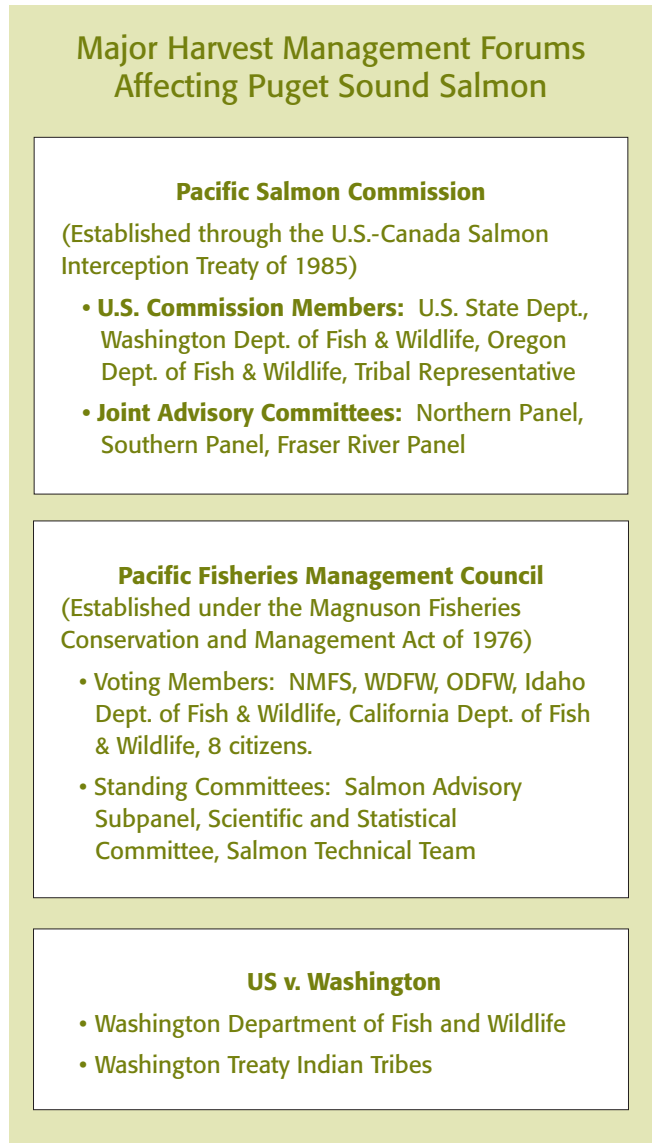 Major Harvest Management Forums
Affecting Puget Sound Salmon
Pacific Salmon Commission
(Established through the U.S.-Canada Salmon
Interception Treaty of 1985)
• U.S. Commission Members: U.S. State Dept.,
Washington Dept. of Fish & Wildlife, Oregon
Dept. of Fish & Wildlife, Tribal Representative
• Joint Advisory Committees: Northern Panel,
Southern Panel, Fraser River Panel
Pacific Fisheries Management Council
(Established under the Magnuson Fisheries
Conservation and Management Act of 1976)
• Voting Members: NMFS, WDFW, ODFW, Idaho
Dept. of Fish & Wildlife, California Dept. of Fish
& Wildlife, 8 citizens.
• Standing Committees: Salmon Advisory
Subpanel, Scientific and Statistical
Committee, Salmon Technical Team
US v. Washington
• Washington Department of Fish and Wildlife
• Washington Treaty Indian Tribes